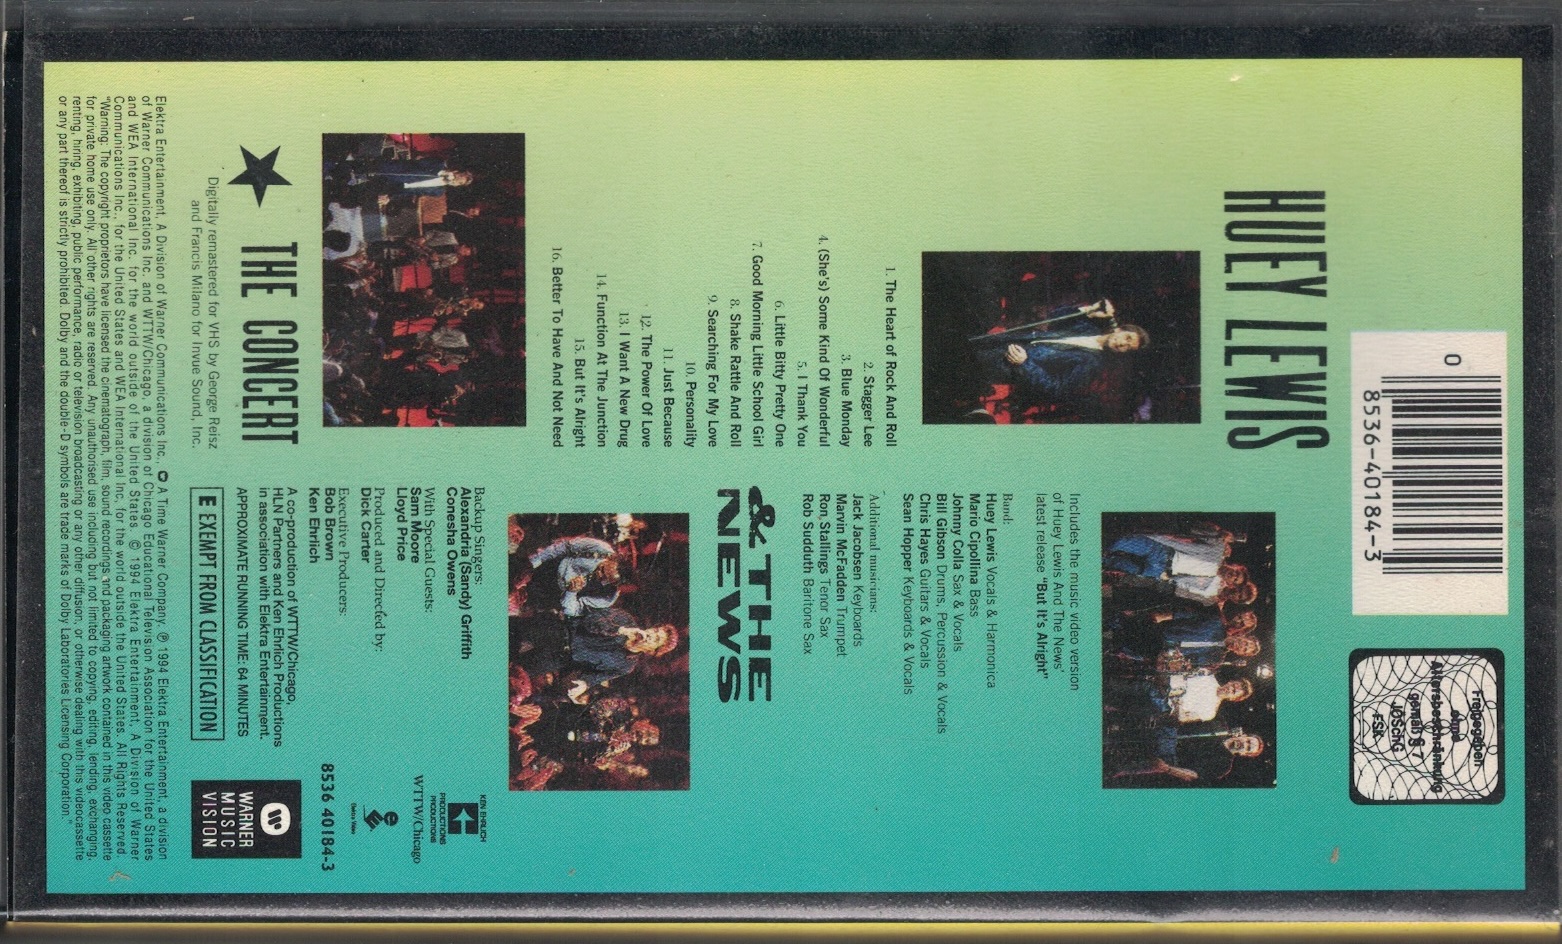 0
8536-40184-3
Freigegeben
ohne
Altersbeschränkung
gemäß § 7
JÖSchG
FSK
HUEY LEWIS
& THE
NEWS
1. The Heart of Rock And Roll
2. Stagger Lee
3. Blue Monday
4. (She's) Some Kind Of Wonderful
5. I Thank You
6. Little Bitty Pretty One
7. Good Morning Little School Girl
8. Shake Rattle And Roll
9. Searching For My Love
10. Personality
11. Just Because
12. The Power Of Love
13. I Want A New Drug
14. Function At The Junction
15. But It's Alright
16. Better To Have And Not Need
Includes the music video version
of Huey Lewis And The News'
latest release "But It's Alright"
Band:
Huey Lewis Vocals & Harmonica
Mario Cipollina Bass
Johnny Colla Sax & Vocals
Bill Gibson Drums, Percussion & Vocals
Chris Hayes Guitars & Vocals
Sean Hopper Keyboards & Vocals
Additional musicians:
Jack Jacobsen Keyboards
Marvin McFadden Trumpet
Ron Stallings Tenor Sax
Rob Sudduth Baritone Sax
Backup Singers:
Alexandria (Sandy) Griffith
Conesha Owens
With Special Guests:
Sam Moore
Lloyd Price
Produced and Directed by:
Dick Carter
Executive Producers:
Bob Brown
Ken Ehrlich
A co-production of WTTW/Chicago,
HLN Partners and Ken Ehrlich Productions
in association with Elektra Entertainment.
APPROXIMATE RUNNING TIME: 64 MINUTES
E EXEMPT FROM CLASSIFICATION
KEN EHRLICH
PRODUCTIONS
WTTW/Chicago
8536 40184-3
WARNER
MUSIC
VISION
THE CONCERT
Digitally remastered for VHS by George Reisz
and Francis Milano for Invue Sound, Inc.
Elektra Entertainment, A Division of Warner Communications Inc., A Time Warner Company. ℗ 1994 Elektra Entertainment, a division
of Warner Communications Inc. and WTTW/Chicago, a division of Chicago Educational Television Association for the United States
and WEA International Inc. for the world outside of the United States. © 1994 Elektra Entertainment, A Division of Warner
Communications Inc., for the United States and WEA International Inc. for the world outside the United States. All Rights Reserved.
"Warning: The copyright proprietors have licensed the cinematograph, film, sound recordings, and packaging artwork contained in this video cassette
for private home use only. All other rights are reserved. Any unauthorised use including but not limited to copying, editing, lending, exchanging,
renting, hiring, exhibiting, public performance, radio or television broadcasting or any other diffusion, or otherwise dealing with this videocassette
or any part thereof is strictly prohibited. Dolby and the double-D symbols are trade marks of Dolby Laboratories Licensing Corporation."